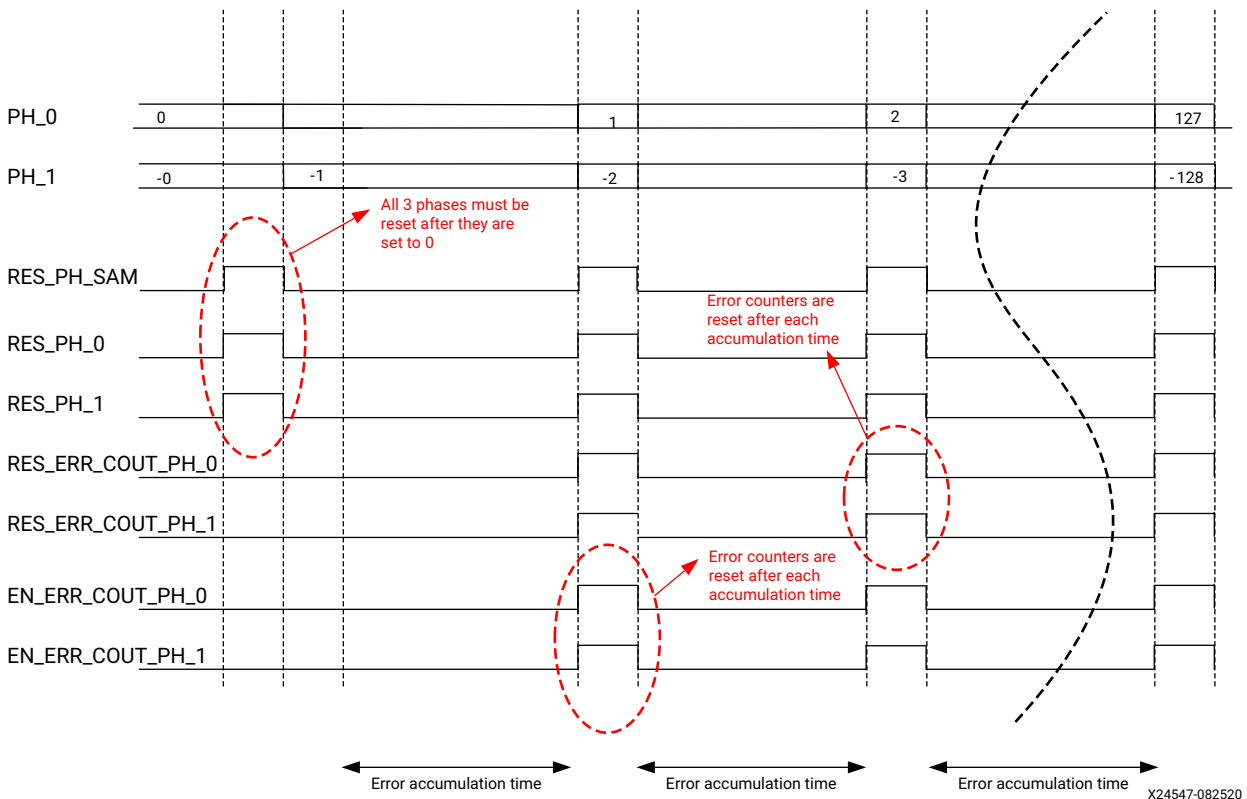 PH_0
0
1
2
127
PH_1
-0
-1
-2
-3
-128
All 3 phases must be
reset after they are
set to 0
RES_PH_SAM
Error counters are
reset after each
accumulation time
RES_PH_0
RES_PH_1
RES_ERR_COUT_PH_0
RES_ERR_COUT_PH_1
Error counters are
reset after each
accumulation time
EN_ERR_COUT_PH_0
EN_ERR_COUT_PH_1
Error accumulation time
Error accumulation time
Error accumulation time
X24547-082520